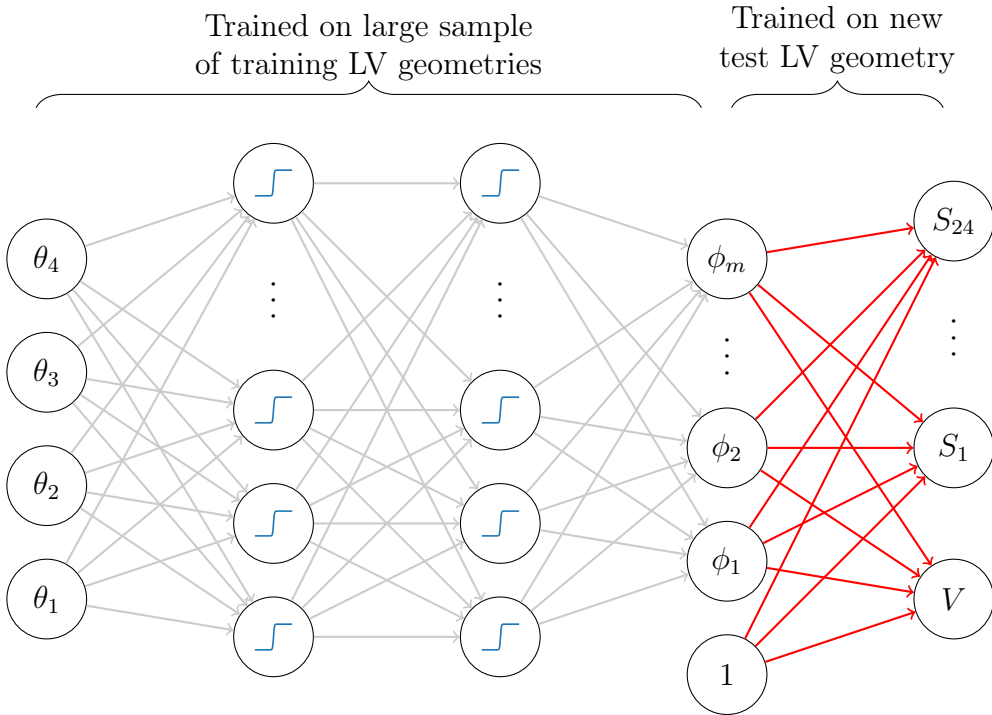 Trained on large sample
of training LV geometries
Trained on new
test LV geometry
θ₄
θ₃
θ₂
θ₁
⋮
⋮
ϕₘ
⋮
ϕ₂
ϕ₁
1
S₂₄
⋮
S₁
V